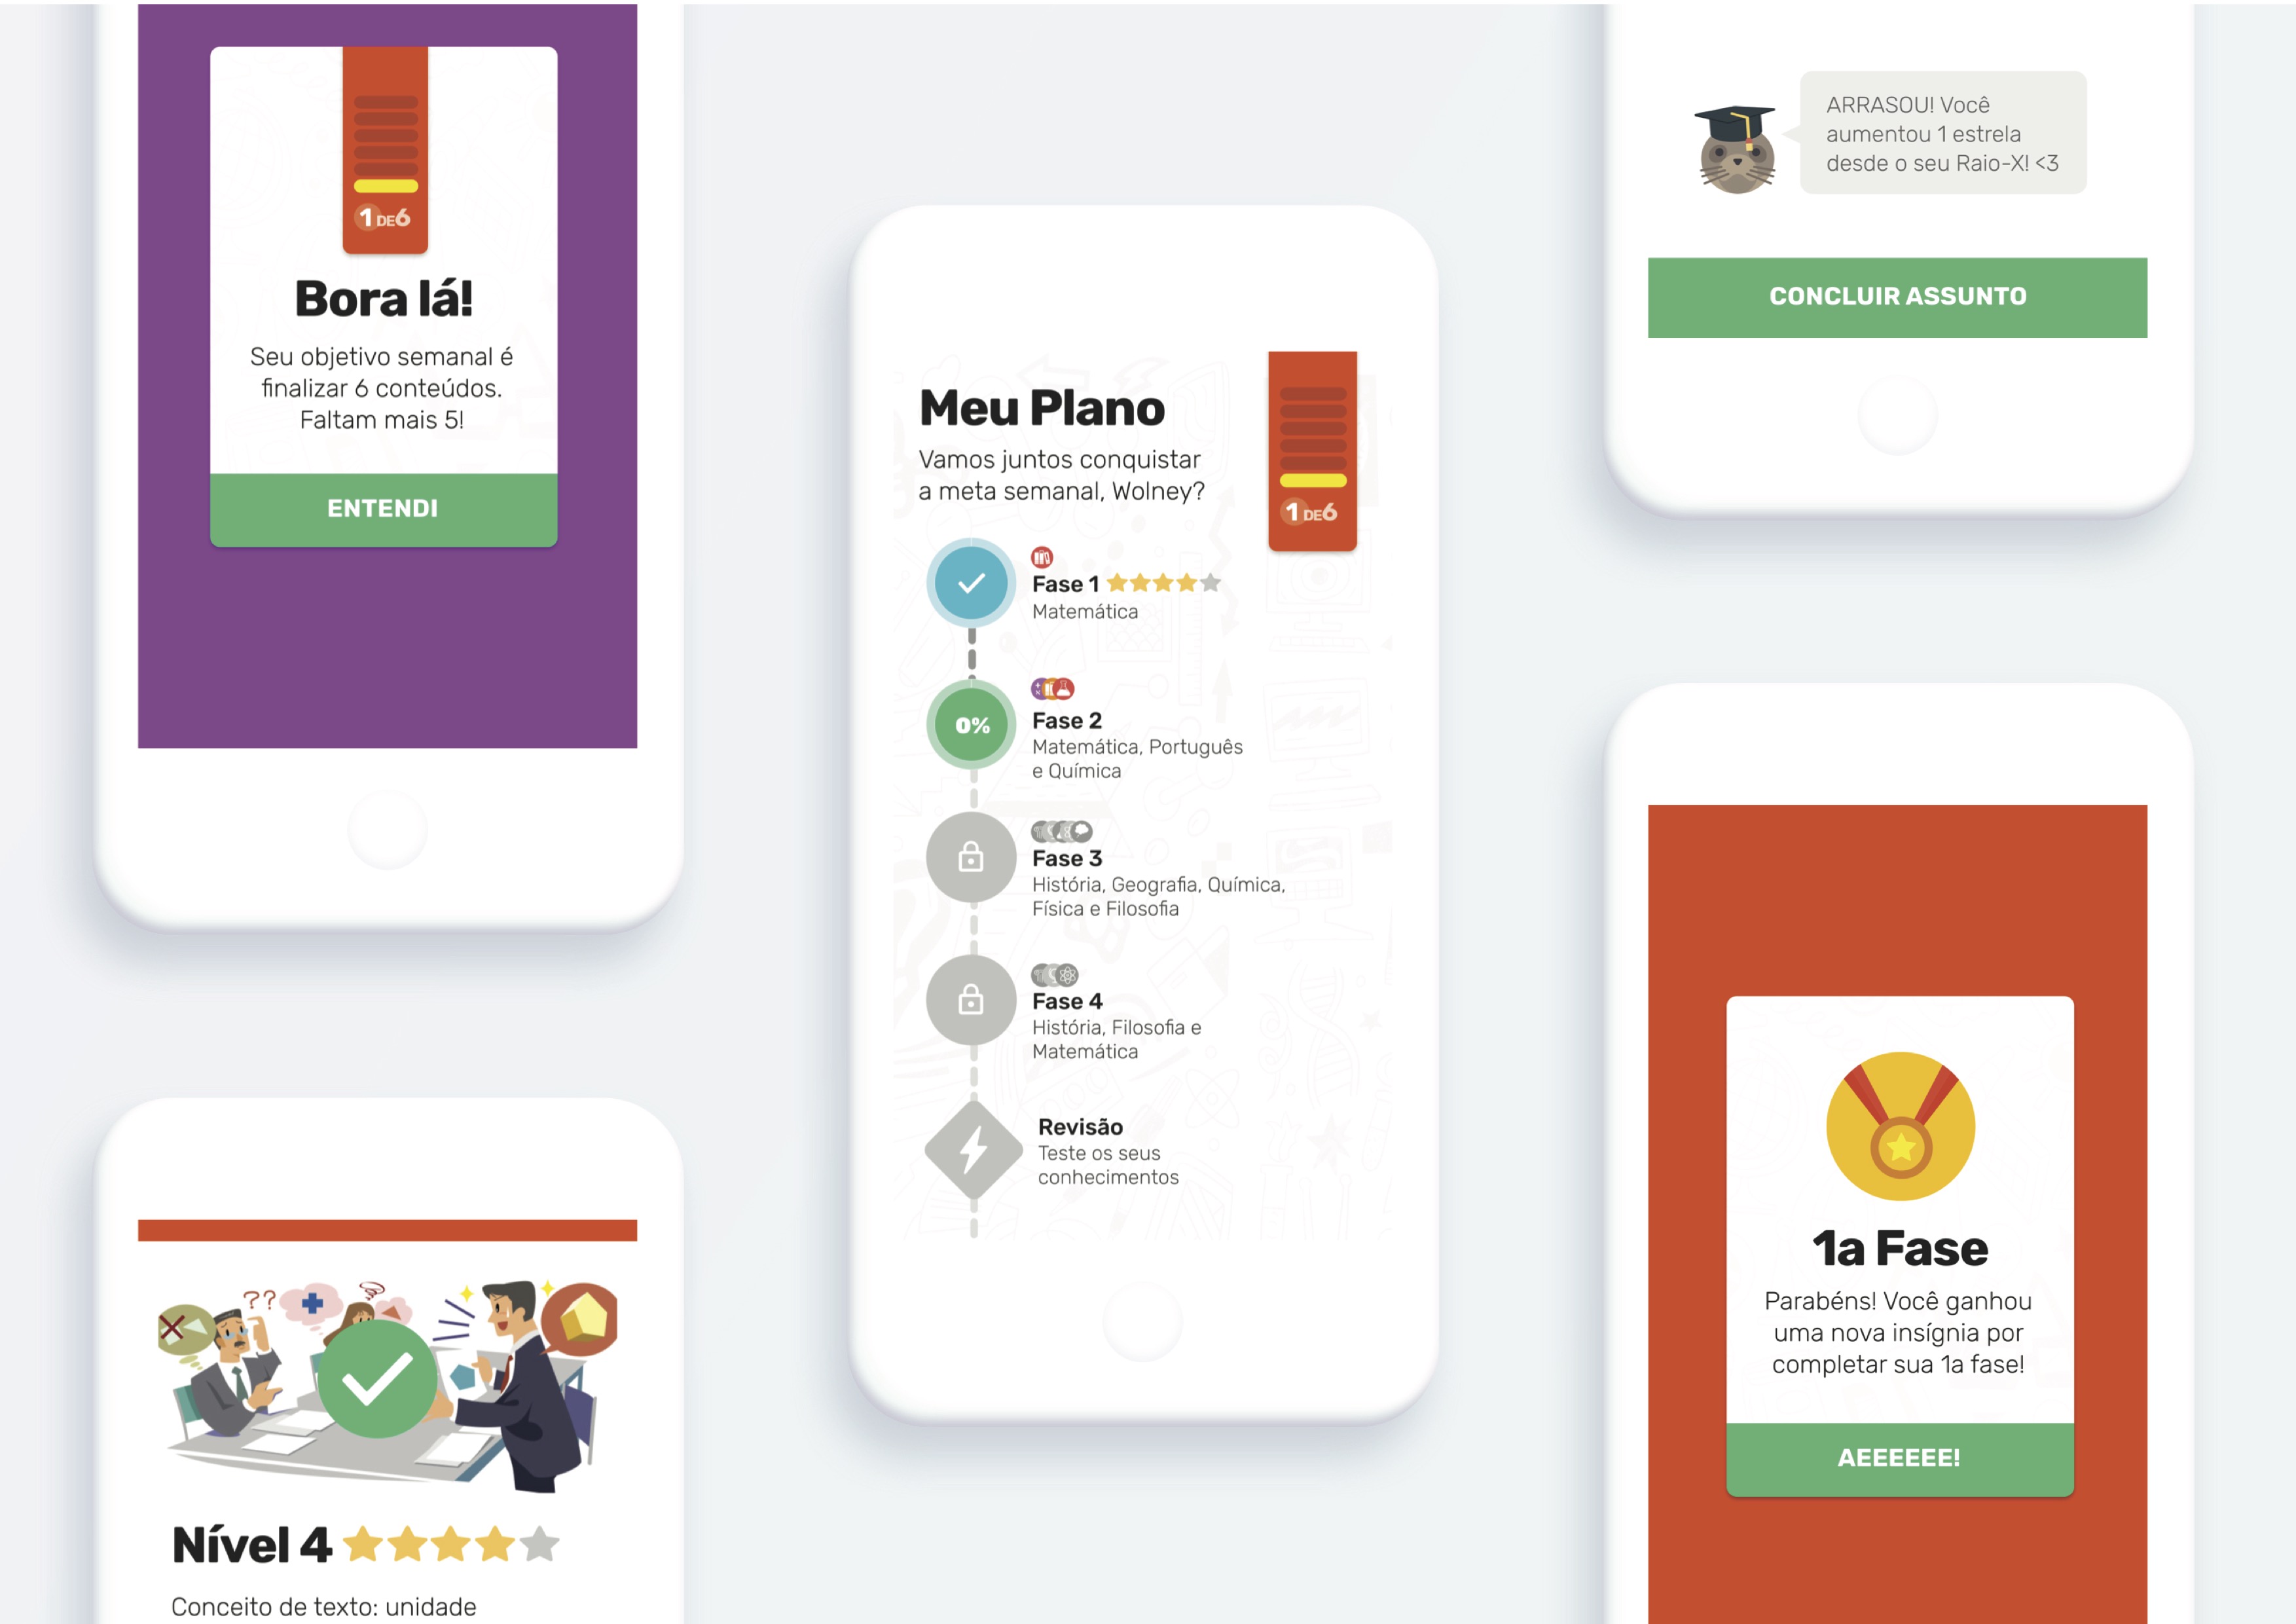 1 DE 6
Bora lá!
Seu objetivo semanal é
finalizar 6 conteúdos.
Faltam mais 5!
ENTENDI
??
Nível 4
Conceito de texto: unidade
Meu Plano
Vamos juntos conquistar
a meta semanal, Wolney?
1 DE 6
Fase 1
Matemática
0%
Fase 2
Matemática, Português
e Química
Fase 3
História, Geografia, Química,
Física e Filosofia
Fase 4
História, Filosofia e
Matemática
Revisão
Teste os seus
conhecimentos
ARRASOU! Você
aumentou 1 estrela
desde o seu Raio-X! <3
CONCLUIR ASSUNTO
1a Fase
Parabéns! Você ganhou
uma nova insígnia por
completar sua 1a fase!
AEEEEEE!